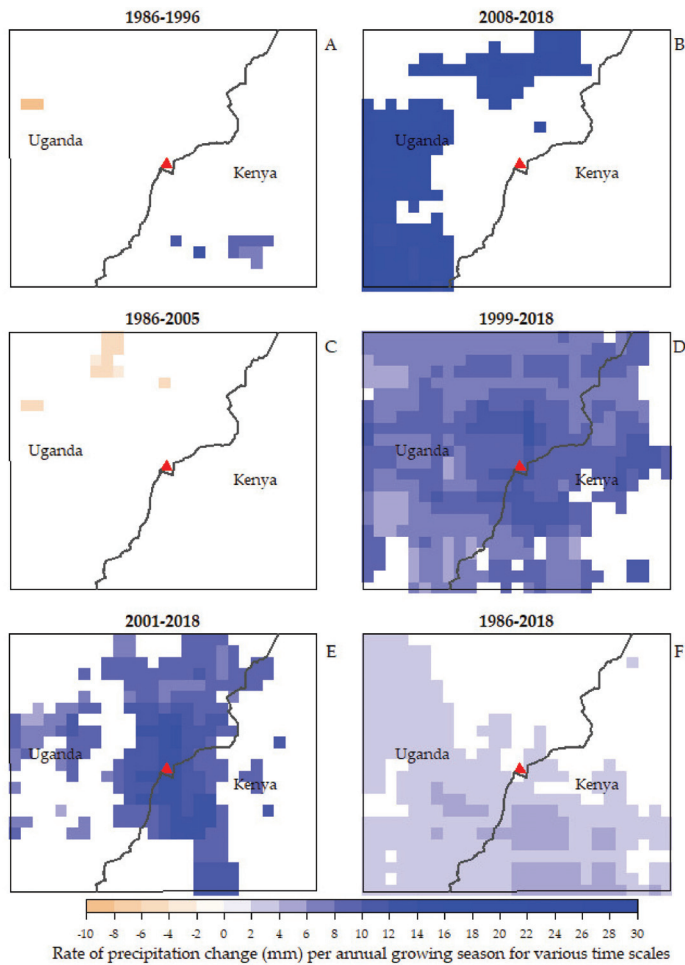 1986-1996
A
Uganda
Kenya
2008-2018
B
Uganda
Kenya
1986-2005
C
Uganda
Kenya
1999-2018
D
Uganda
Kenya
2001-2018
E
Uganda
Kenya
1986-2018
F
Uganda
Kenya
-10 -8 -6 -4 -2 0 2 4 6 8 10 12 14 16 18 20 22 24 26 28 30
Rate of precipitation change (mm) per annual growing season for various time scales